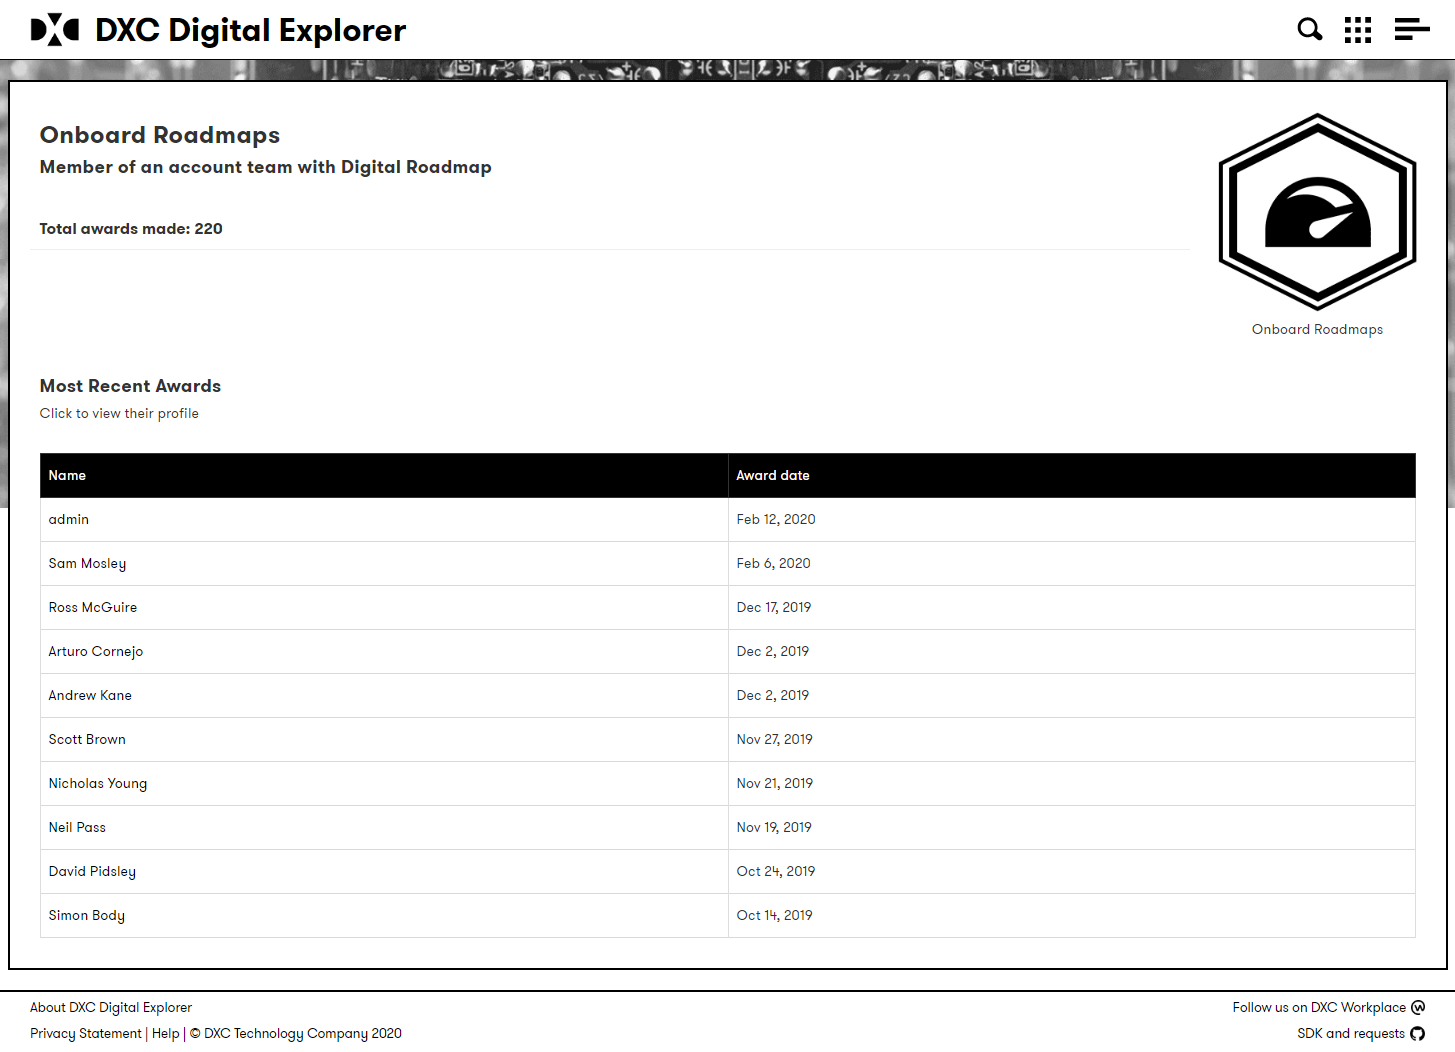 DXC Digital Explorer
Onboard Roadmaps
Member of an account team with Digital Roadmap
Total awards made: 220
Onboard Roadmaps
Most Recent Awards
Click to view their profile
Name Award date
admin Feb 12, 2020
Sam Mosley Feb 6, 2020
Ross McGuire Dec 17, 2019
Arturo Cornejo Dec 2, 2019
Andrew Kane Dec 2, 2019
Scott Brown Nov 27, 2019
Nicholas Young Nov 21, 2019
Neil Pass Nov 19, 2019
David Pidsley Oct 24, 2019
Simon Body Oct 14, 2019
About DXC Digital Explorer Follow us on DXC Workplace
Privacy Statement | Help | © DXC Technology Company 2020 SDK and requests